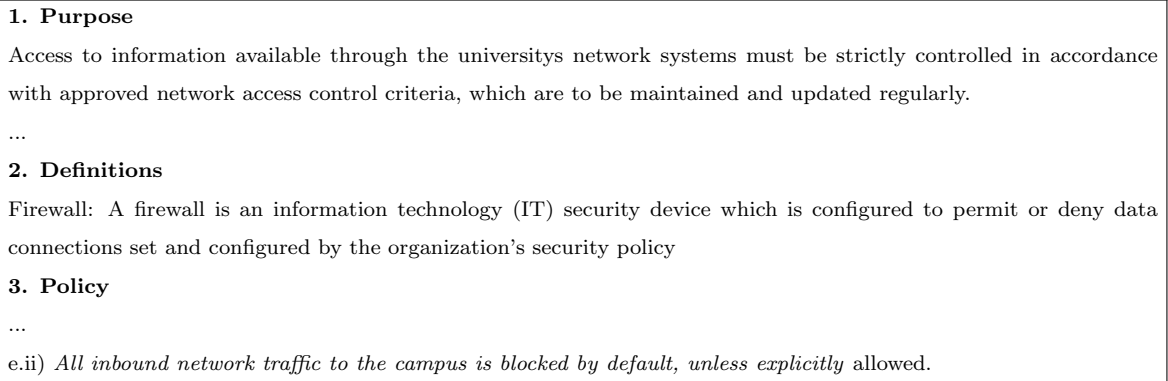 1. Purpose
Access to information available through the universitys network systems must be strictly controlled in accordance
with approved network access control criteria, which are to be maintained and updated regularly.
...
2. Definitions
Firewall: A firewall is an information technology (IT) security device which is configured to permit or deny data
connections set and configured by the organization's security policy
3. Policy
...
e.ii) All inbound network traffic to the campus is blocked by default, unless explicitly allowed.